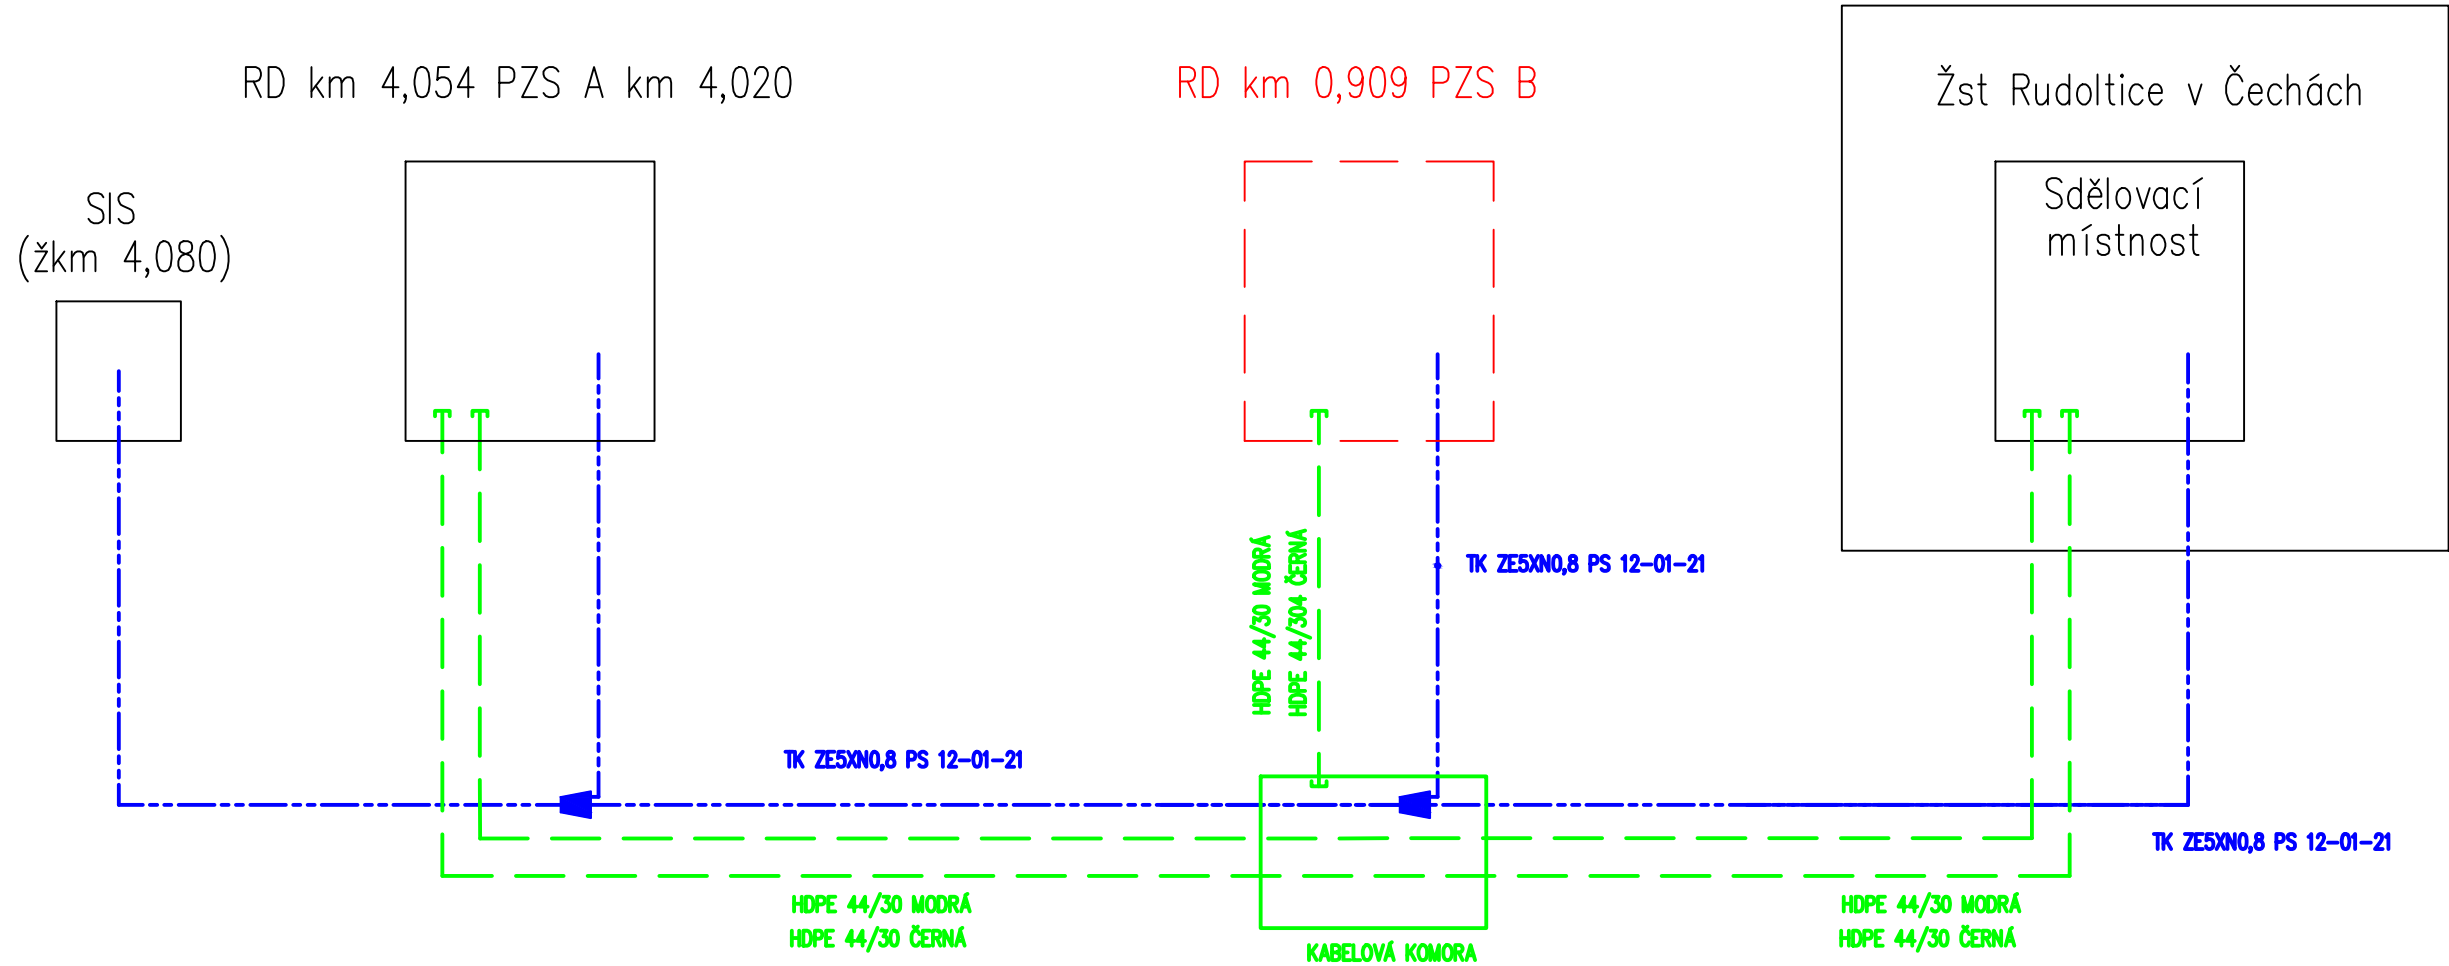 RD km 4,054 PZS A km 4,020
RD km 0,909 PZS B
Žst Rudoltice v Čechách
SIS
(žkm 4,080)
Sdělovací
místnost
HDPE 44/30 MODRÁ
HDPE 44/304 ČERNÁ
TK ZE5XN0,8 PS 12-01-21
TK ZE5XN0,8 PS 12-01-21
TK ZE5XN0,8 PS 12-01-21
HDPE 44/30 MODRÁ
HDPE 44/30 ČERNÁ
KABELOVÁ KOMORA
HDPE 44/30 MODRÁ
HDPE 44/30 ČERNÁ